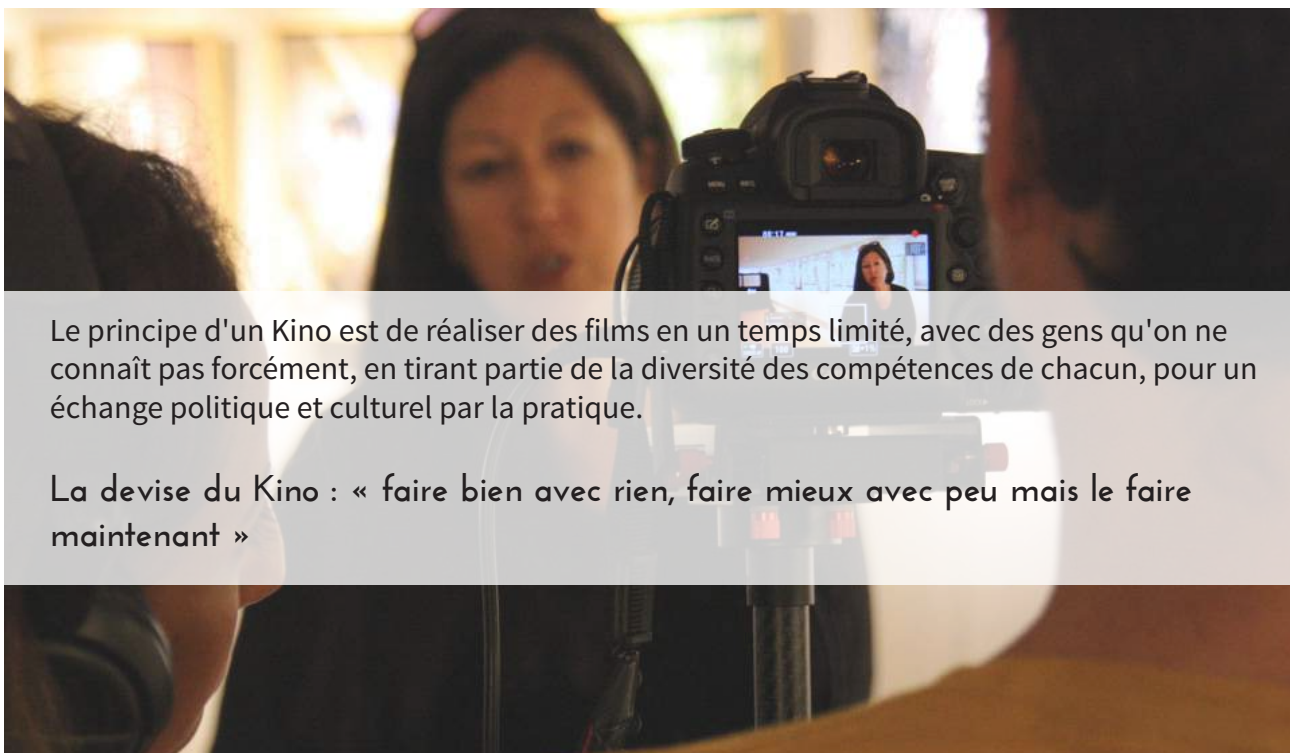 Le principe d'un Kino est de réaliser des films en un temps limité, avec des gens qu'on ne
connaît pas forcément, en tirant partie de la diversité des compétences de chacun, pour un
échange politique et culturel par la pratique.
La devise du Kino : « faire bien avec rien, faire mieux avec peu mais le faire
maintenant »